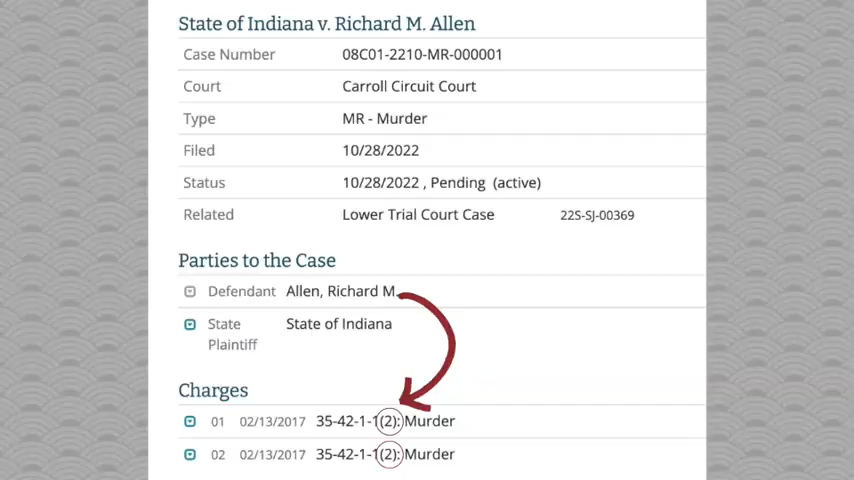 State of Indiana v. Richard M. Allen
Case Number 08C01-2210-MR-000001
Court Carroll Circuit Court
Type MR - Murder
Filed 10/28/2022
Status 10/28/2022 , Pending (active)
Related Lower Trial Court Case 22S-SJ-00369
Parties to the Case
Defendant Allen, Richard M.
State State of Indiana
Plaintiff
Charges
01 02/13/2017 35-42-1-1(2): Murder
02 02/13/2017 35-42-1-1(2): Murder